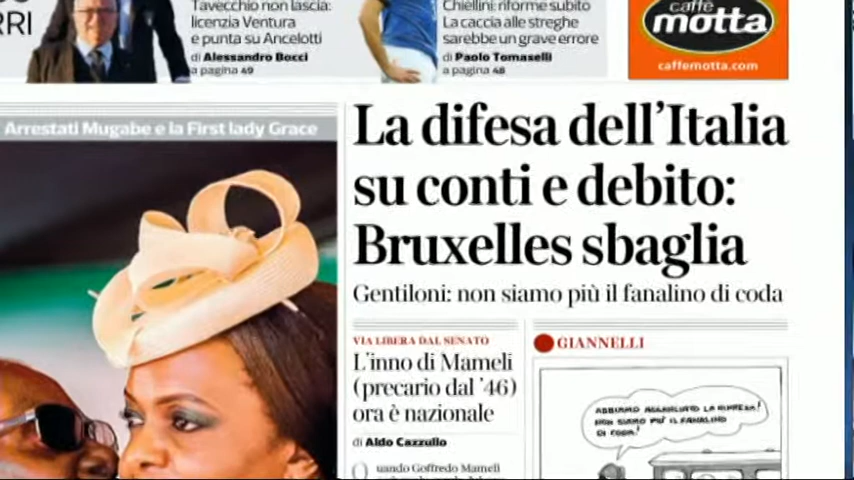 RRI
Tavecchio non lascia:
licenzia Ventura
e punta su Ancelotti
di Alessandro Bocci
a pagina 49
Chiellini: riforme subito
La caccia alle streghe
sarebbe un grave errore
di Paolo Tomaselli
a pagina 48
caffè
motta
caffemotta.com
Arrestati Mugabe e la First lady Grace
La difesa dell'Italia
su conti e debito:
Bruxelles sbaglia
Gentiloni: non siamo più il fanalino di coda
VIA LIBERA DAL SENATO
L'inno di Mameli
(precario dal '46)
ora è nazionale
di Aldo Cazzullo
Quando Goffredo Mameli
GIANNELLI
ABBIAMO AGGANCIATO LA RIPRESA!
NON SIAMO PIÙ IL FANALINO
DI CODA!